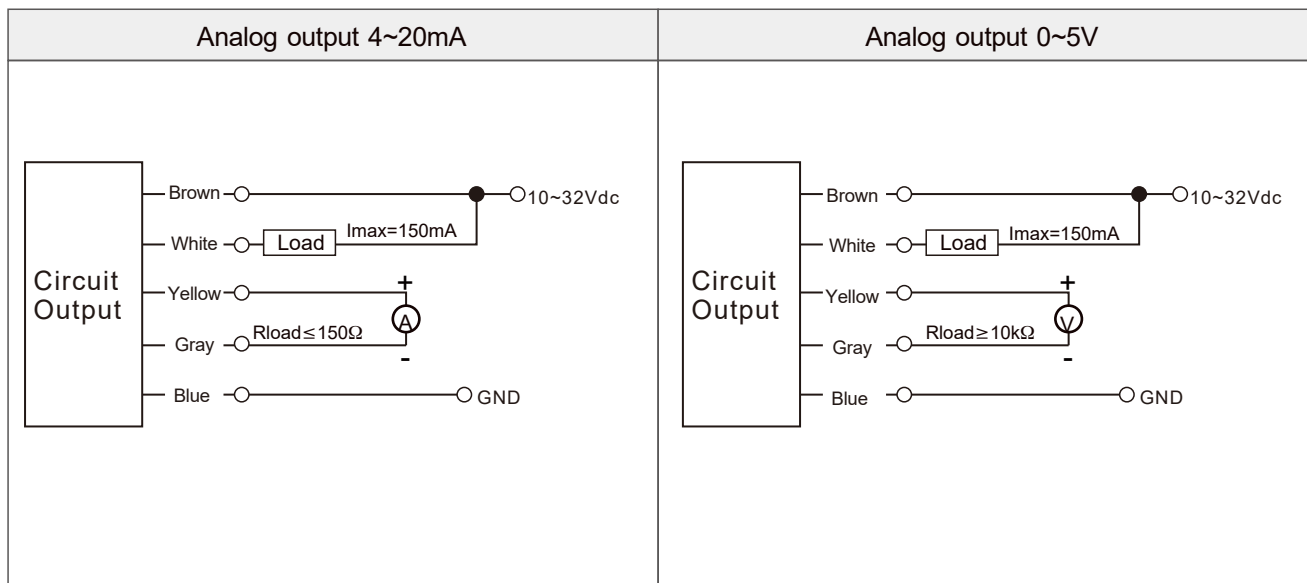 Analog output 4~20mA
Brown
10~32Vdc
White
Load
Imax=150mA
Circuit
Output
Yellow
+
A
Rload≤150Ω
Gray
-
Blue
GND
Analog output 0~5V
Brown
10~32Vdc
White
Load
Imax=150mA
Circuit
Output
Yellow
+
V
Rload≥10kΩ
Gray
-
Blue
GND